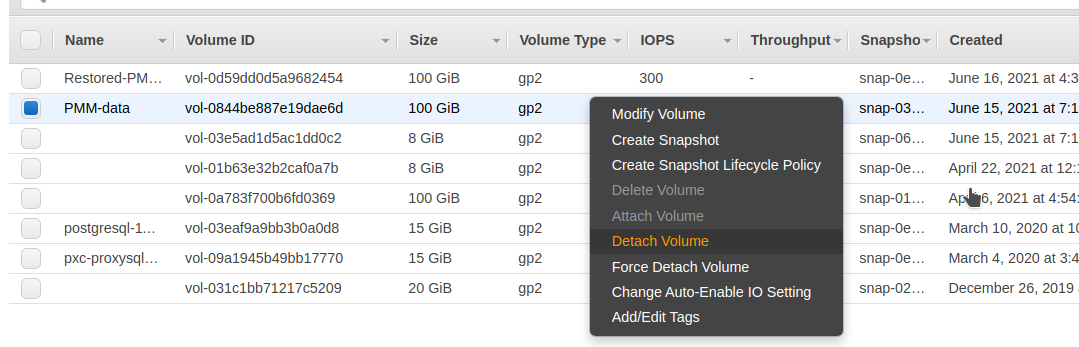 Name Volume ID Size Volume Type IOPS Throughput Snapsho Created
Restored-PM… vol-0d59dd0d5a9682454 100 GiB gp2 300 - snap-0e… June 16, 2021 at 4:3
PMM-data vol-0844be887e19dae6d 100 GiB gp2 snap-03… June 15, 2021 at 7:1
Modify Volume
vol-03e5ad1d5ac1dd0c2 8 GiB gp2 Create Snapshot snap-06… June 15, 2021 at 7:1
vol-01b63e32b2caf0a7b 8 GiB gp2 Create Snapshot Lifecycle Policy snap-0e… April 22, 2021 at 12:
Delete Volume
vol-0a783f700b6fd0369 100 GiB gp2 snap-01… 6, 2021 at 4:54:
Attach Volume
postgresql-1… vol-03eaf9a9bb3b0a0d8 15 GiB gp2 snap-0e… March 10, 2020 at 10
Detach Volume
pxc-proxysql… vol-09a1945b49bb17770 15 GiB gp2 snap-0e… March 4, 2020 at 3:4
Force Detach Volume
vol-031c1bb71217c5209 20 GiB gp2 Change Auto-Enable IO Setting snap-02… December 26, 2019
Add/Edit Tags